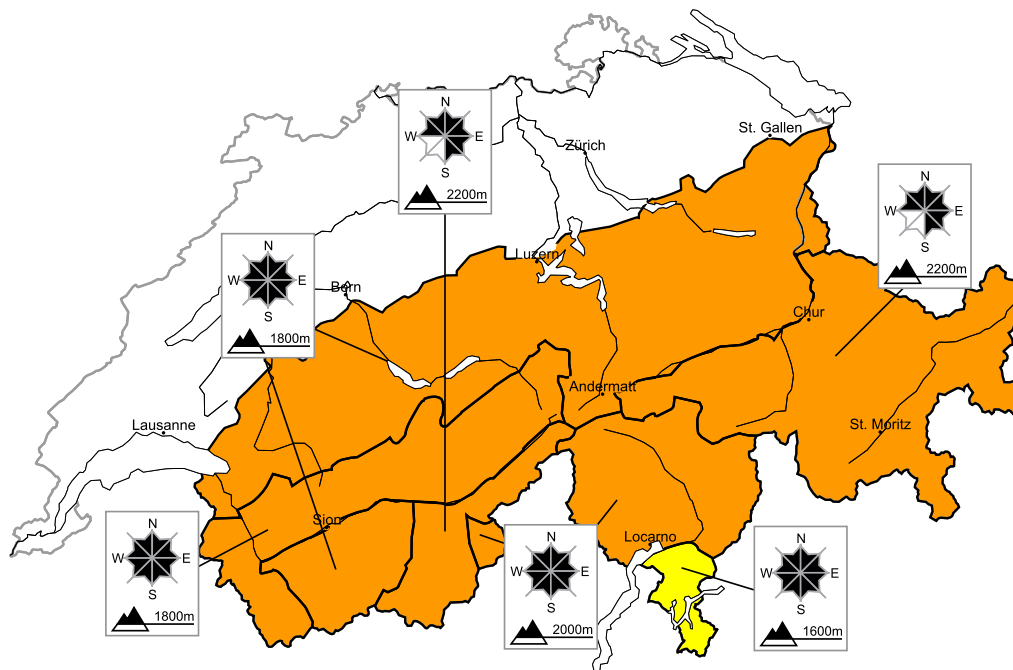 N
W E
S
2200m
St. Gallen
Zürich
N
W E
S
2200m
Luzern
N
W E
S
1800m
Bern
Chur
Andermatt
Lausanne
St. Moritz
Sion
Locarno
N
W E
S
1800m
N
W E
S
2000m
N
W E
S
1600m